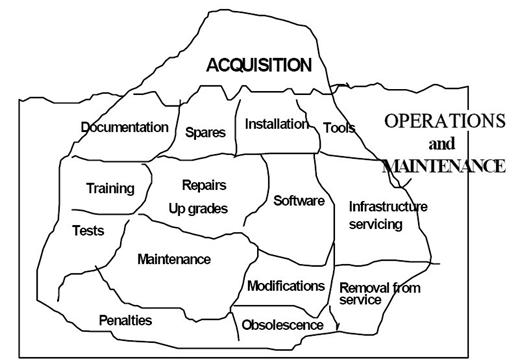 ACQUISITION
OPERATIONS
and
MAINTENANCE
Documentation
Spares
Installation
Tools
Training
Repairs
Up grades
Software
Infrastructure
servicing
Tests
Maintenance
Modifications
Removal from
service
Penalties
Obsolescence